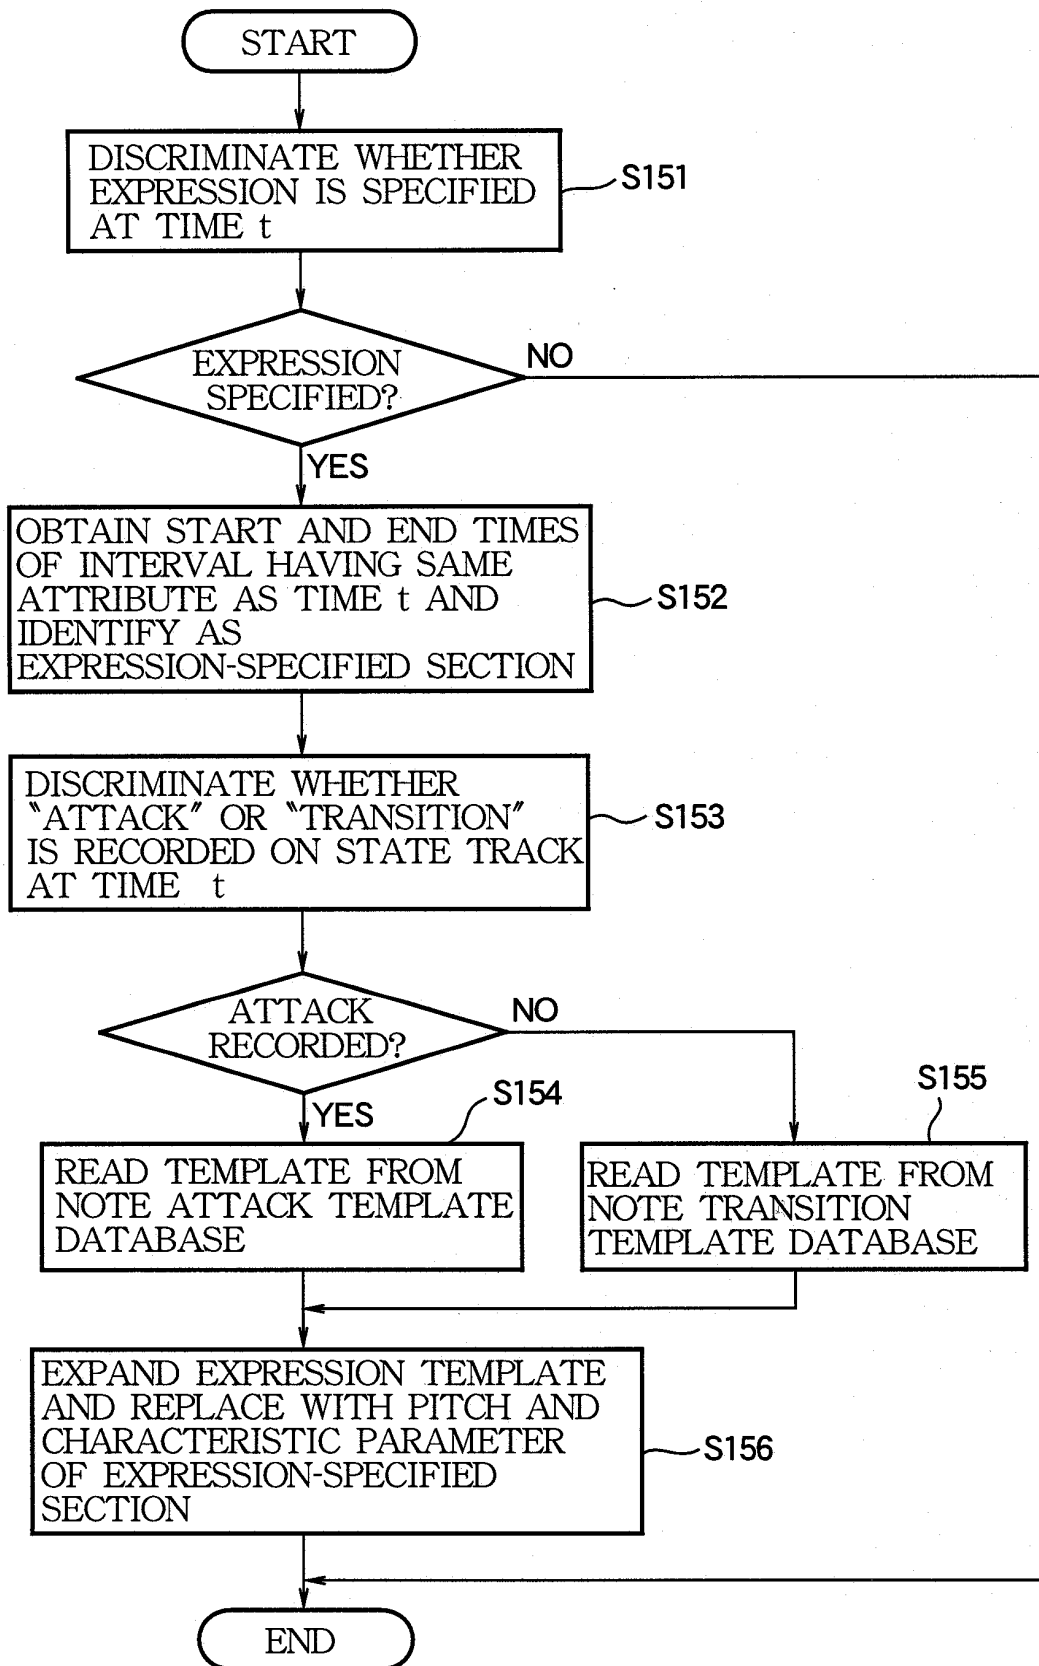 START
DISCRIMINATE WHETHER
EXPRESSION IS SPECIFIED
AT TIME t
S151
EXPRESSION
SPECIFIED?
NO
YES
OBTAIN START AND END TIMES
OF INTERVAL HAVING SAME
ATTRIBUTE AS TIME t AND
IDENTIFY AS
EXPRESSION-SPECIFIED SECTION
S152
DISCRIMINATE WHETHER
"ATTACK" OR "TRANSITION"
IS RECORDED ON STATE TRACK
AT TIME t
S153
ATTACK
RECORDED?
NO
YES
S154
READ TEMPLATE FROM
NOTE ATTACK TEMPLATE
DATABASE
S155
READ TEMPLATE FROM
NOTE TRANSITION
TEMPLATE DATABASE
EXPAND EXPRESSION TEMPLATE
AND REPLACE WITH PITCH AND
CHARACTERISTIC PARAMETER
OF EXPRESSION-SPECIFIED
SECTION
S156
END